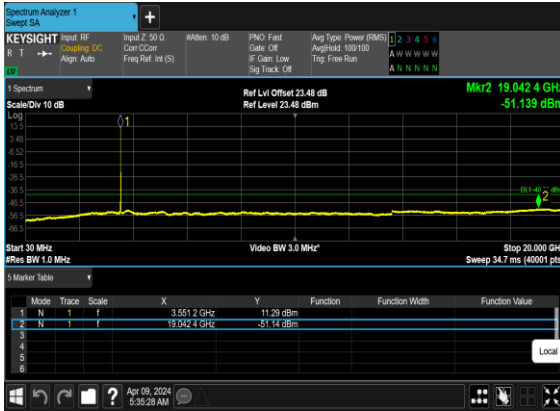 Spectrum Analyzer 1
Swept SA
+
KEYSIGHT Input: RF Input Z: 50 Ω #Atten: 10 dB PNO: Fast Avg Type: Power (RMS) 1 2 3 4 5 6
R T Coupling: DC Corr CCorr Gate: Off Avg|Hold: 100/100 A W W W W W
Align: Auto Freq Ref: Int (S) IF Gain: Low Trig: Free Run
Sig Track: Off A N N N N N
1 Spectrum Ref Lvl Offset 23.48 dB Mkr2 19.042 4 GHz
Scale/Div 10 dB Ref Level 23.48 dBm -51.139 dBm
Log
13.5
3.48
-6.52
-16.5
-26.5
-36.5
-46.5
-56.5
-66.5
1
2
Start 30 MHz Video BW 3.0 MHz* Stop 20.000 GHz
#Res BW 1.0 MHz Sweep 34.7 ms (40001 pts)
5 Marker Table
Mode Trace Scale X Y Function Function Width Function Value
1 N 1 f 3.551 2 GHz 11.29 dBm
2 N 1 f 19.042 4 GHz -51.14 dBm
3
4
5
6
Local
? Apr 09, 2024
5:35:28 AM